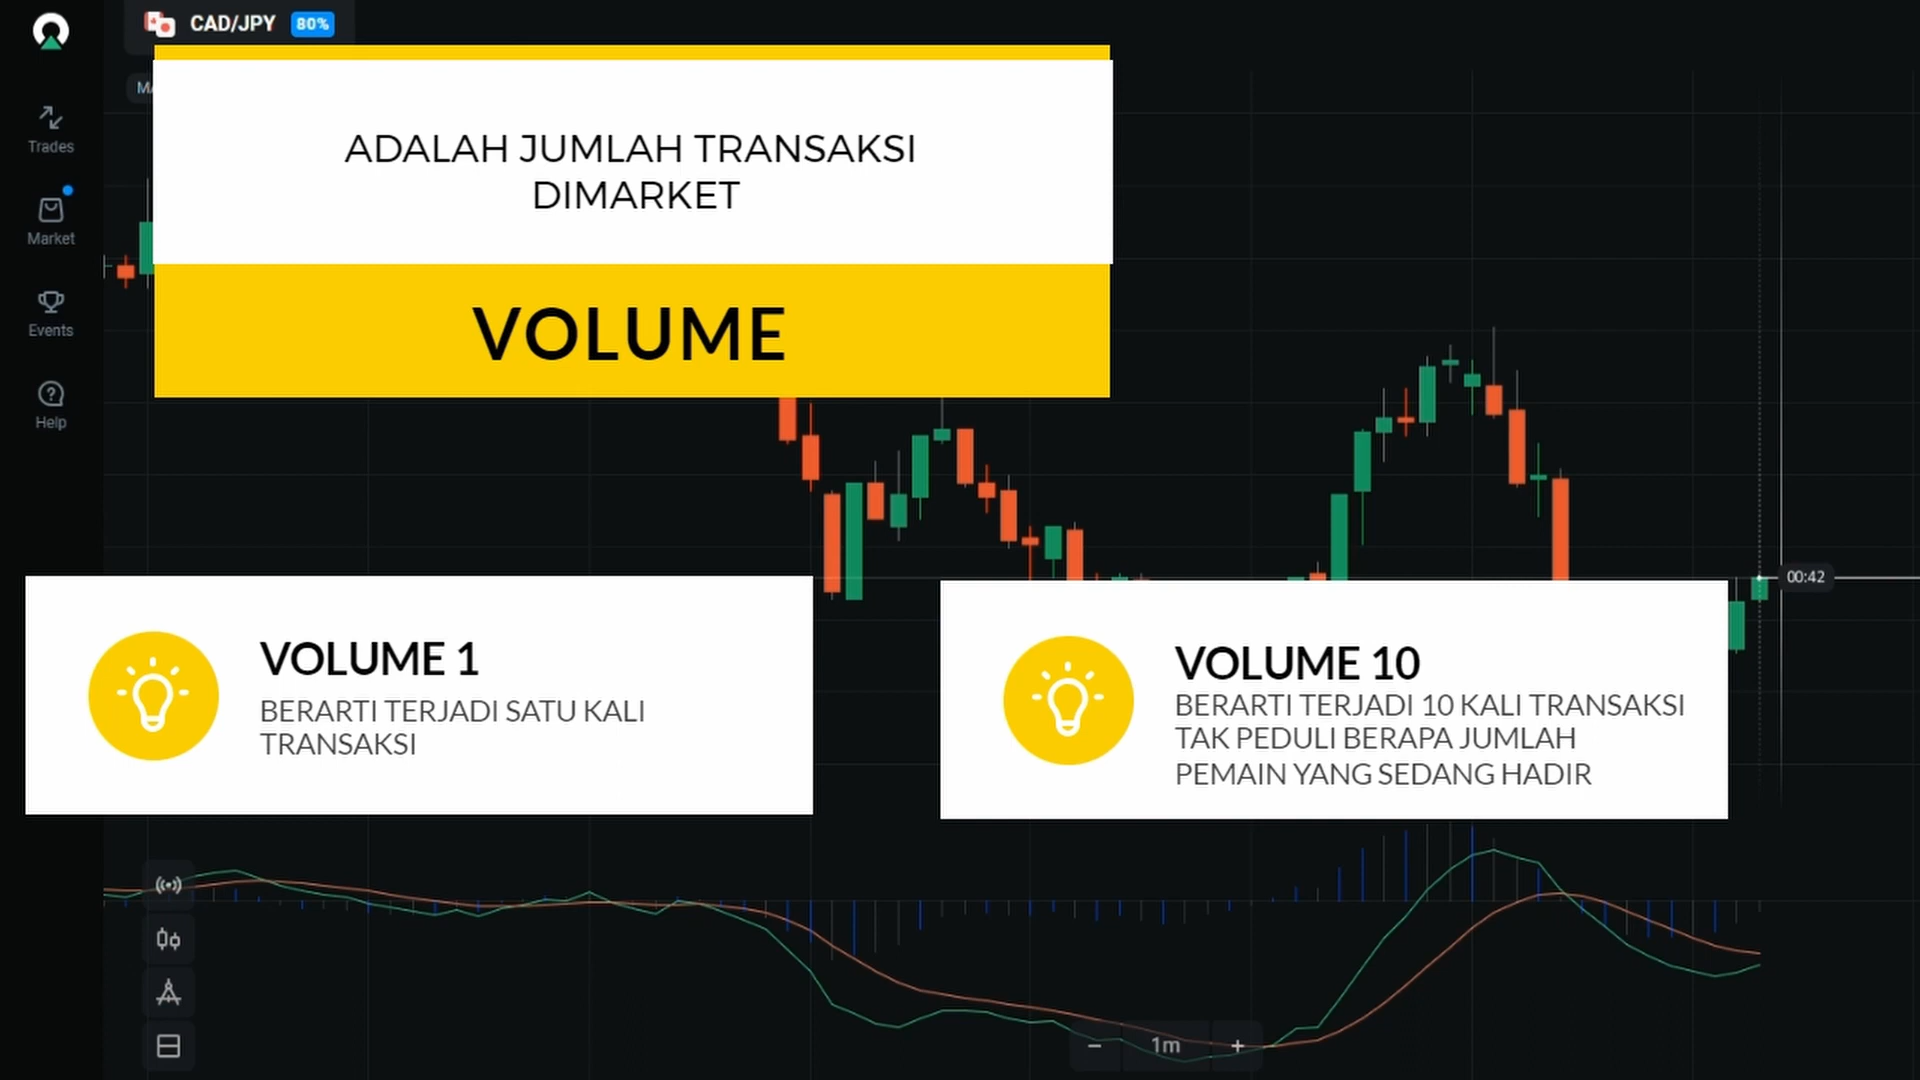 CAD/JPY 80%
Trades
Market
Events
Help
ADALAH JUMLAH TRANSAKSI
DIMARKET
VOLUME
00:42
VOLUME 1
BERARTI TERJADI SATU KALI
TRANSAKSI
VOLUME 10
BERARTI TERJADI 10 KALI TRANSAKSI
TAK PEDULI BERAPA JUMLAH
PEMAIN YANG SEDANG HADIR
− 1m +